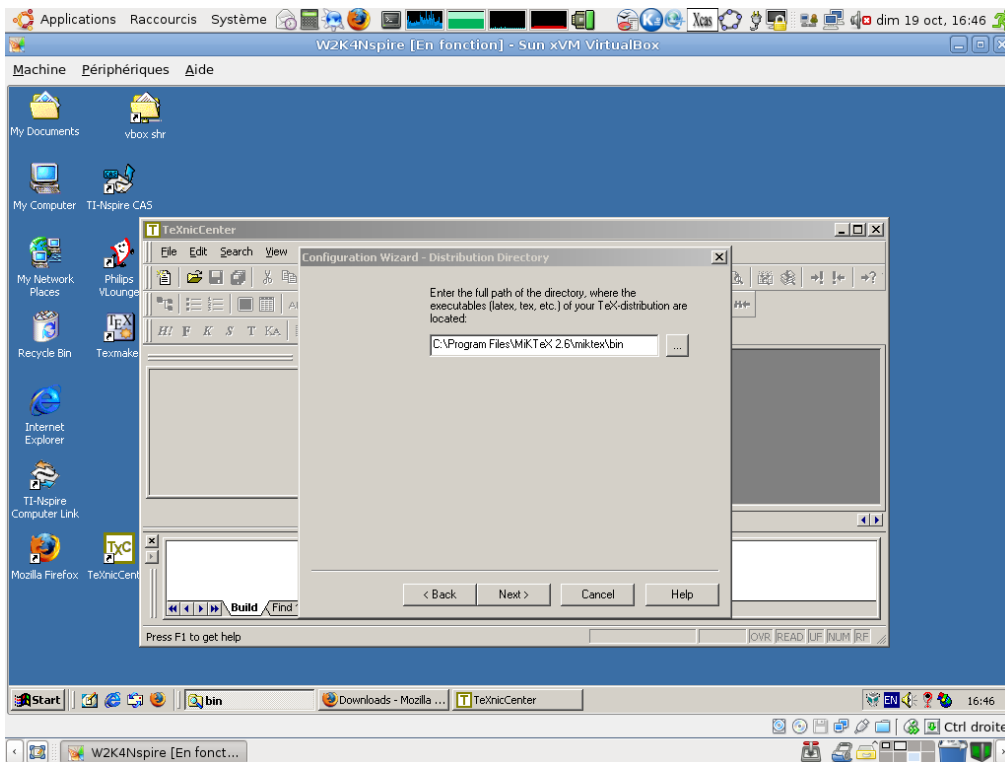 Applications Raccourcis Système Xcas dim 19 oct, 16:46
W2K4Nspire [En fonction] - Sun xVM VirtualBox
Machine Périphériques Aide
My Documents
vbox shr
My Computer
TI-Nspire CAS
My Network Places
Philips VLounge
Recycle Bin
Texmake
Internet Explorer
TI-Nspire Computer Link
Mozilla Firefox
TeXnicCent
TeXnicCenter
File Edit Search View
Configuration Wizard - Distribution Directory
Enter the full path of the directory, where the
executables (latex, tex, etc.) of your TeX-distribution are
located:
C:\Program Files\MiKTeX 2.6\miktex\bin
...
< Back Next > Cancel Help
Build Find
Press F1 to get help
OVR READ UF NUM RF
Start bin Downloads - Mozilla ... TeXnicCenter EN 16:46
Ctrl droite
W2K4Nspire [En fonct...